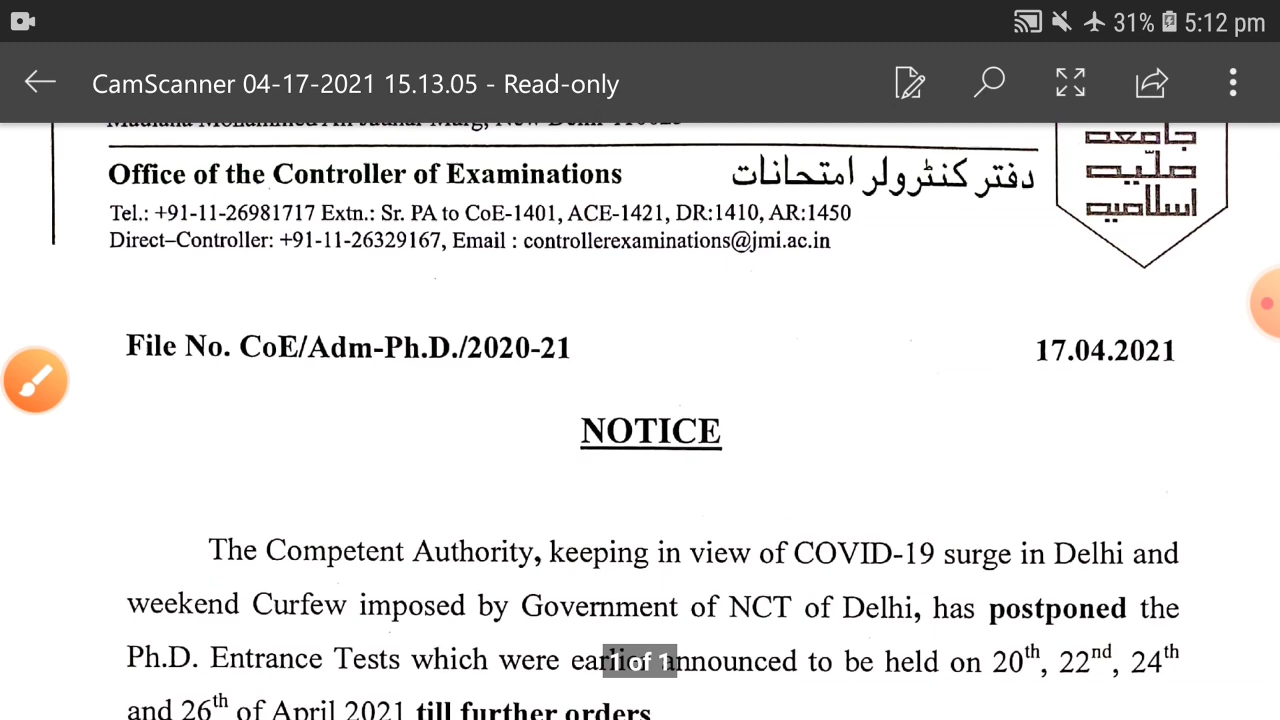 31% 5:12 pm
CamScanner 04-17-2021 15.13.05 - Read-only
Office of the Controller of Examinations
دفتر کنٹرولر امتحانات
جامعہ
ملیہ
اسلامیہ
Tel.: +91-11-26981717 Extn.: Sr. PA to CoE-1401, ACE-1421, DR:1410, AR:1450
Direct–Controller: +91-11-26329167, Email : controllerexaminations@jmi.ac.in
File No. CoE/Adm-Ph.D./2020-21
17.04.2021
NOTICE
The Competent Authority, keeping in view of COVID-19 surge in Delhi and
weekend Curfew imposed by Government of NCT of Delhi, has postponed the
Ph.D. Entrance Tests which were earlier announced to be held on 20th, 22nd, 24th
1 of 1
and 26th of April 2021 till further orders